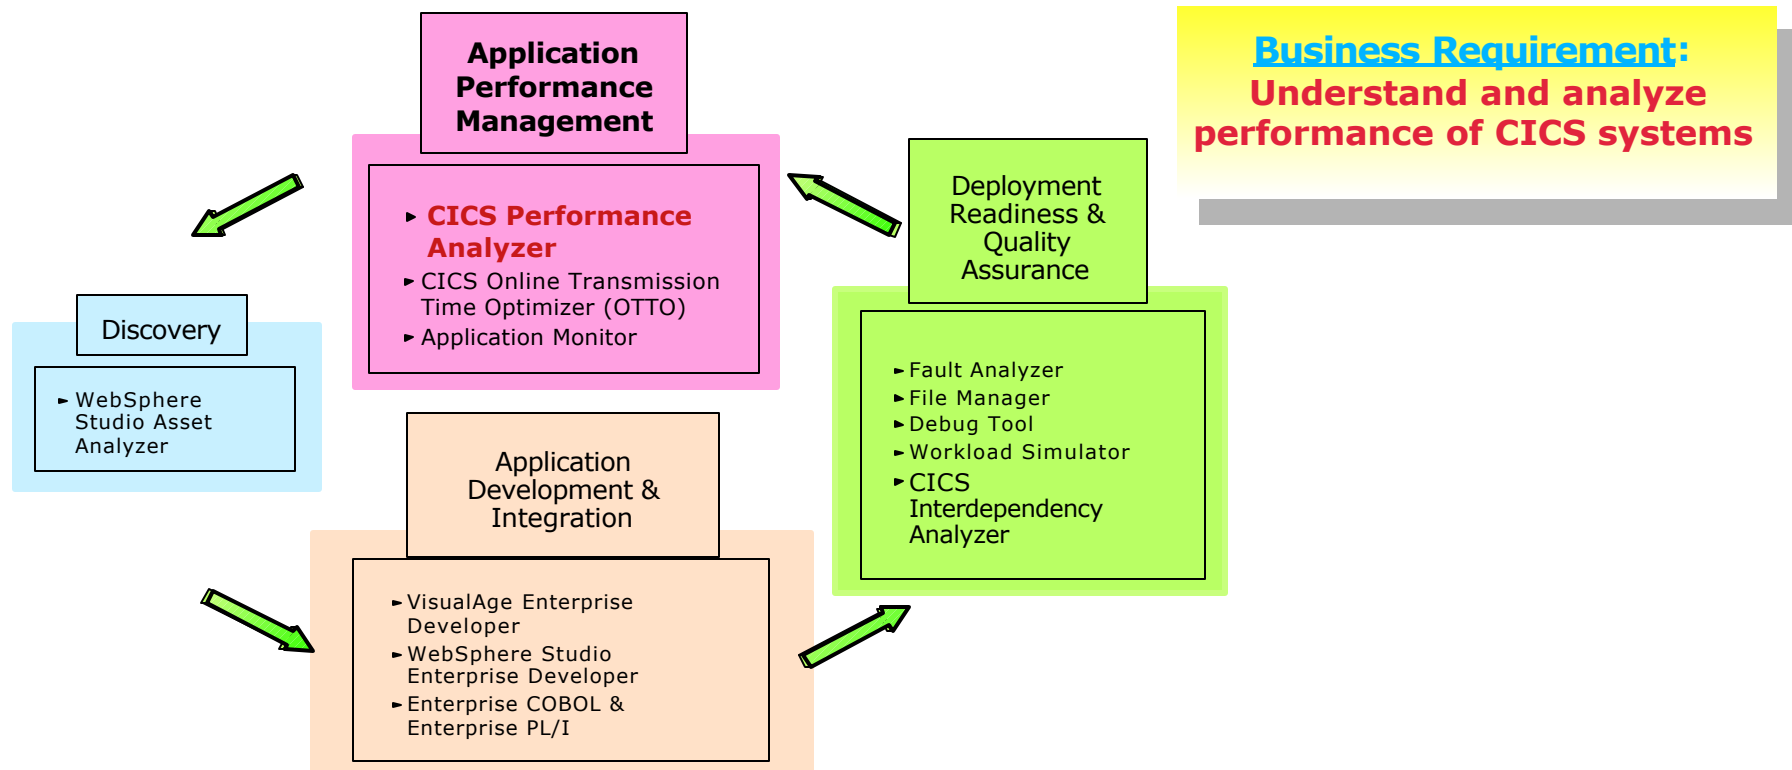 Application
Performance
Management
► CICS Performance
Analyzer
► CICS Online Transmission
Time Optimizer (OTTO)
► Application Monitor
Business Requirement:
Understand and analyze
performance of CICS systems
Deployment
Readiness &
Quality
Assurance
► Fault Analyzer
► File Manager
► Debug Tool
► Workload Simulator
► CICS
Interdependency
Analyzer
Discovery
► WebSphere
Studio Asset
Analyzer
Application
Development &
Integration
► VisualAge Enterprise
Developer
► WebSphere Studio
Enterprise Developer
► Enterprise COBOL &
Enterprise PL/I